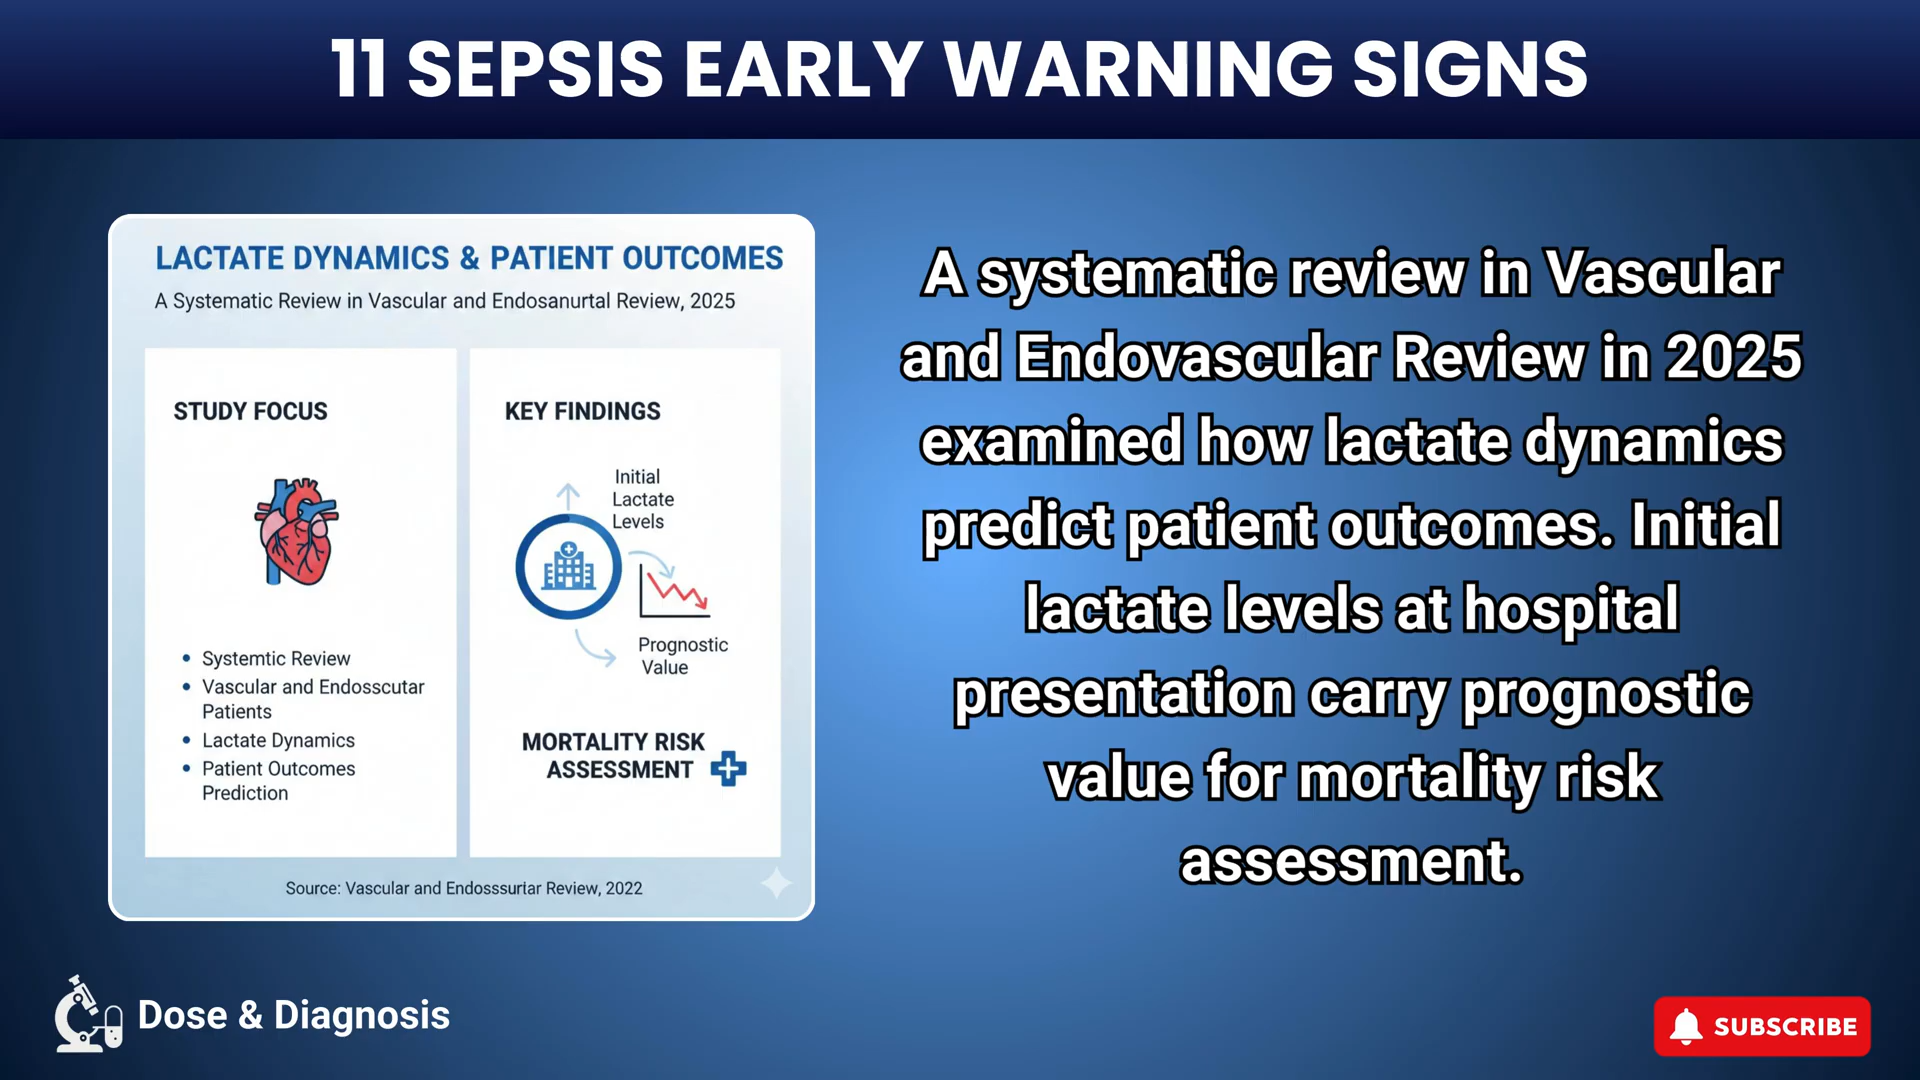 11 SEPSIS EARLY WARNING SIGNS
LACTATE DYNAMICS & PATIENT OUTCOMES
A Systematic Review in Vascular and Endosanurtal Review, 2025
STUDY FOCUS
• Systemtic Review
• Vascular and Endosscutar
Patients
• Lactate Dynamics
• Patient Outcomes
Prediction
KEY FINDINGS
Initial
Lactate
Levels
Prognostic
Value
MORTALITY RISK
ASSESSMENT
Source: Vascular and Endosssurtar Review, 2022
A systematic review in Vascular
and Endovascular Review in 2025
examined how lactate dynamics
predict patient outcomes. Initial
lactate levels at hospital
presentation carry prognostic
value for mortality risk
assessment.
Dose & Diagnosis
SUBSCRIBE